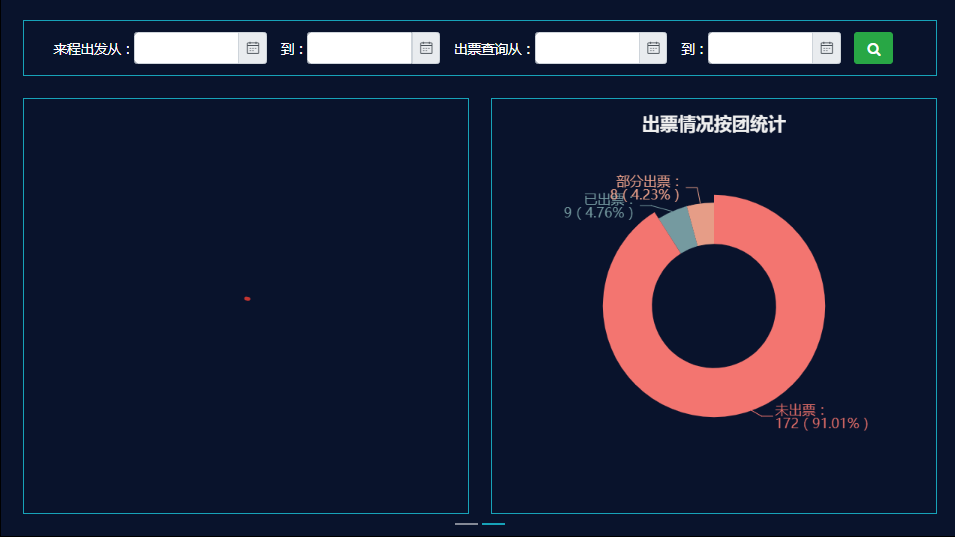 来程出发从： 到： 出票查询从： 到：
出票情况按团统计
部分出票：
8 ( 4.23% )
已出票：
9 ( 4.76% )
未出票：
172 ( 91.01% )